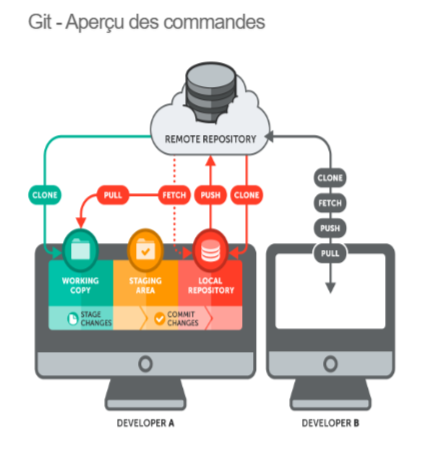 Git - Aperçu des commandes
REMOTE REPOSITORY
CLONE
PULL
FETCH
PUSH
CLONE
CLONE
FETCH
PUSH
PULL
WORKING
COPY
STAGING
AREA
LOCAL
REPOSITORY
STAGE
CHANGES
COMMIT
CHANGES
DEVELOPER A
DEVELOPER B